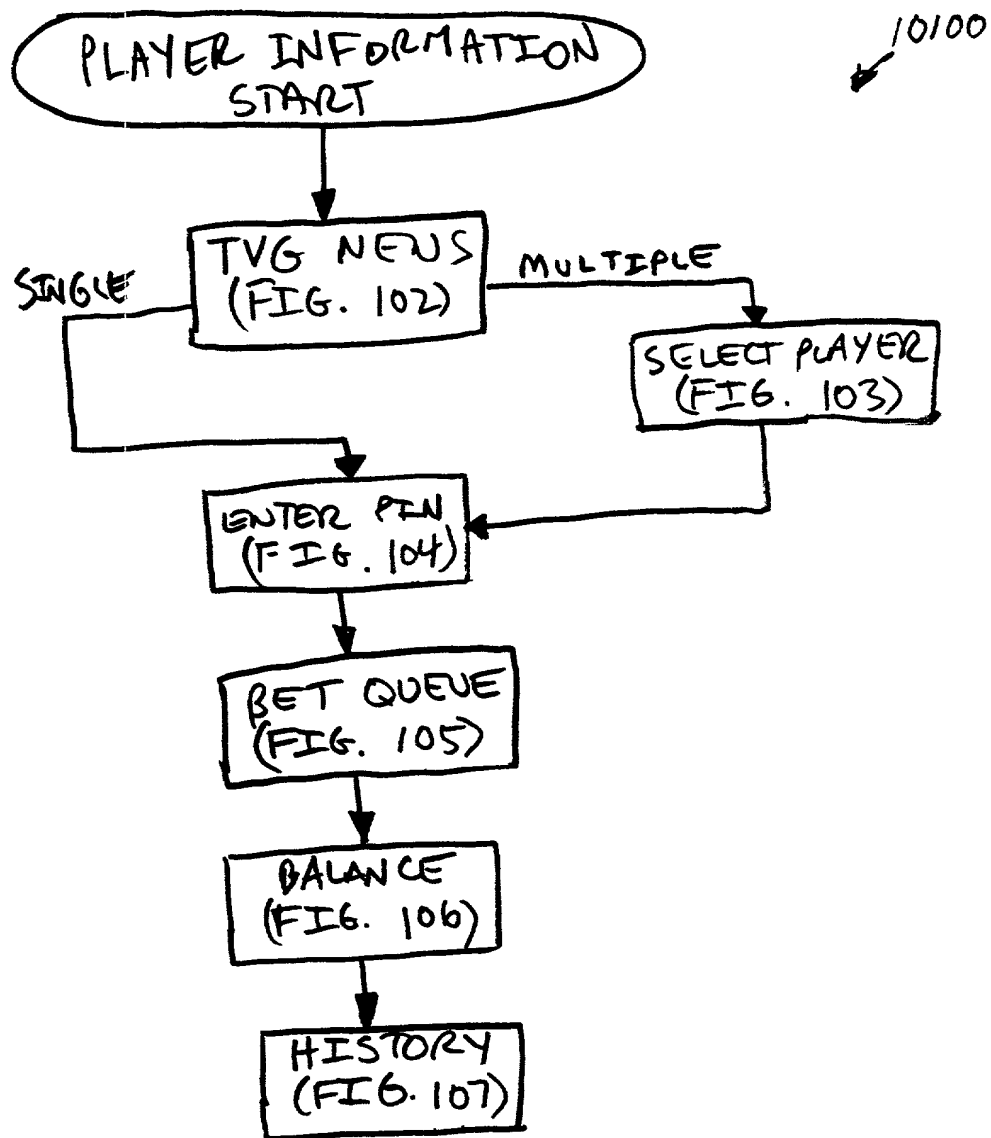 PLAYER INFORMATION
START
10100
TVG NEWS
(FIG. 102)
SINGLE
MULTIPLE
SELECT PLAYER
(FIG. 103)
ENTER PIN
(FIG. 104)
BET QUEUE
(FIG. 105)
BALANCE
(FIG. 106)
HISTORY
(FIG. 107)